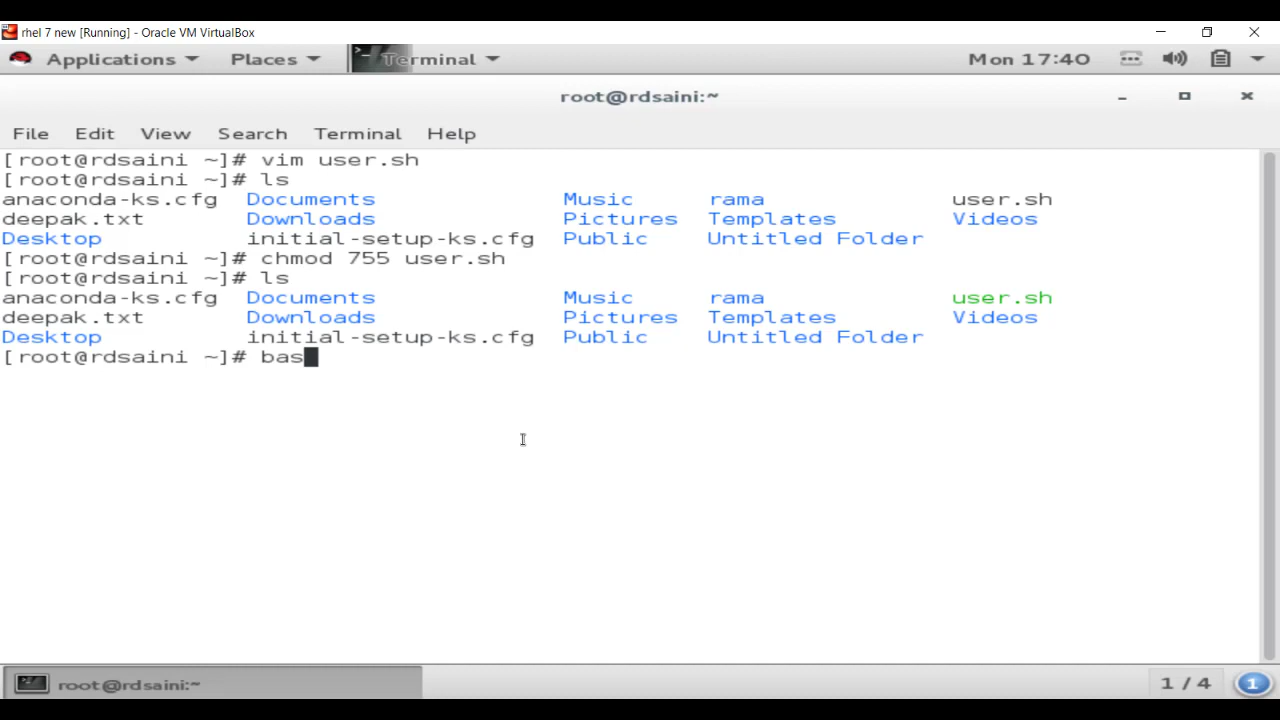 rhel 7 new [Running] - Oracle VM VirtualBox
Applications Places Terminal Mon 17:40
root@rdsaini:~
File Edit View Search Terminal Help
[root@rdsaini ~]# vim user.sh
[root@rdsaini ~]# ls
anaconda-ks.cfg Documents Music rama user.sh
deepak.txt Downloads Pictures Templates Videos
Desktop initial-setup-ks.cfg Public Untitled Folder
[root@rdsaini ~]# chmod 755 user.sh
[root@rdsaini ~]# ls
anaconda-ks.cfg Documents Music rama user.sh
deepak.txt Downloads Pictures Templates Videos
Desktop initial-setup-ks.cfg Public Untitled Folder
[root@rdsaini ~]# bas
root@rdsaini:~ 1 / 4 1